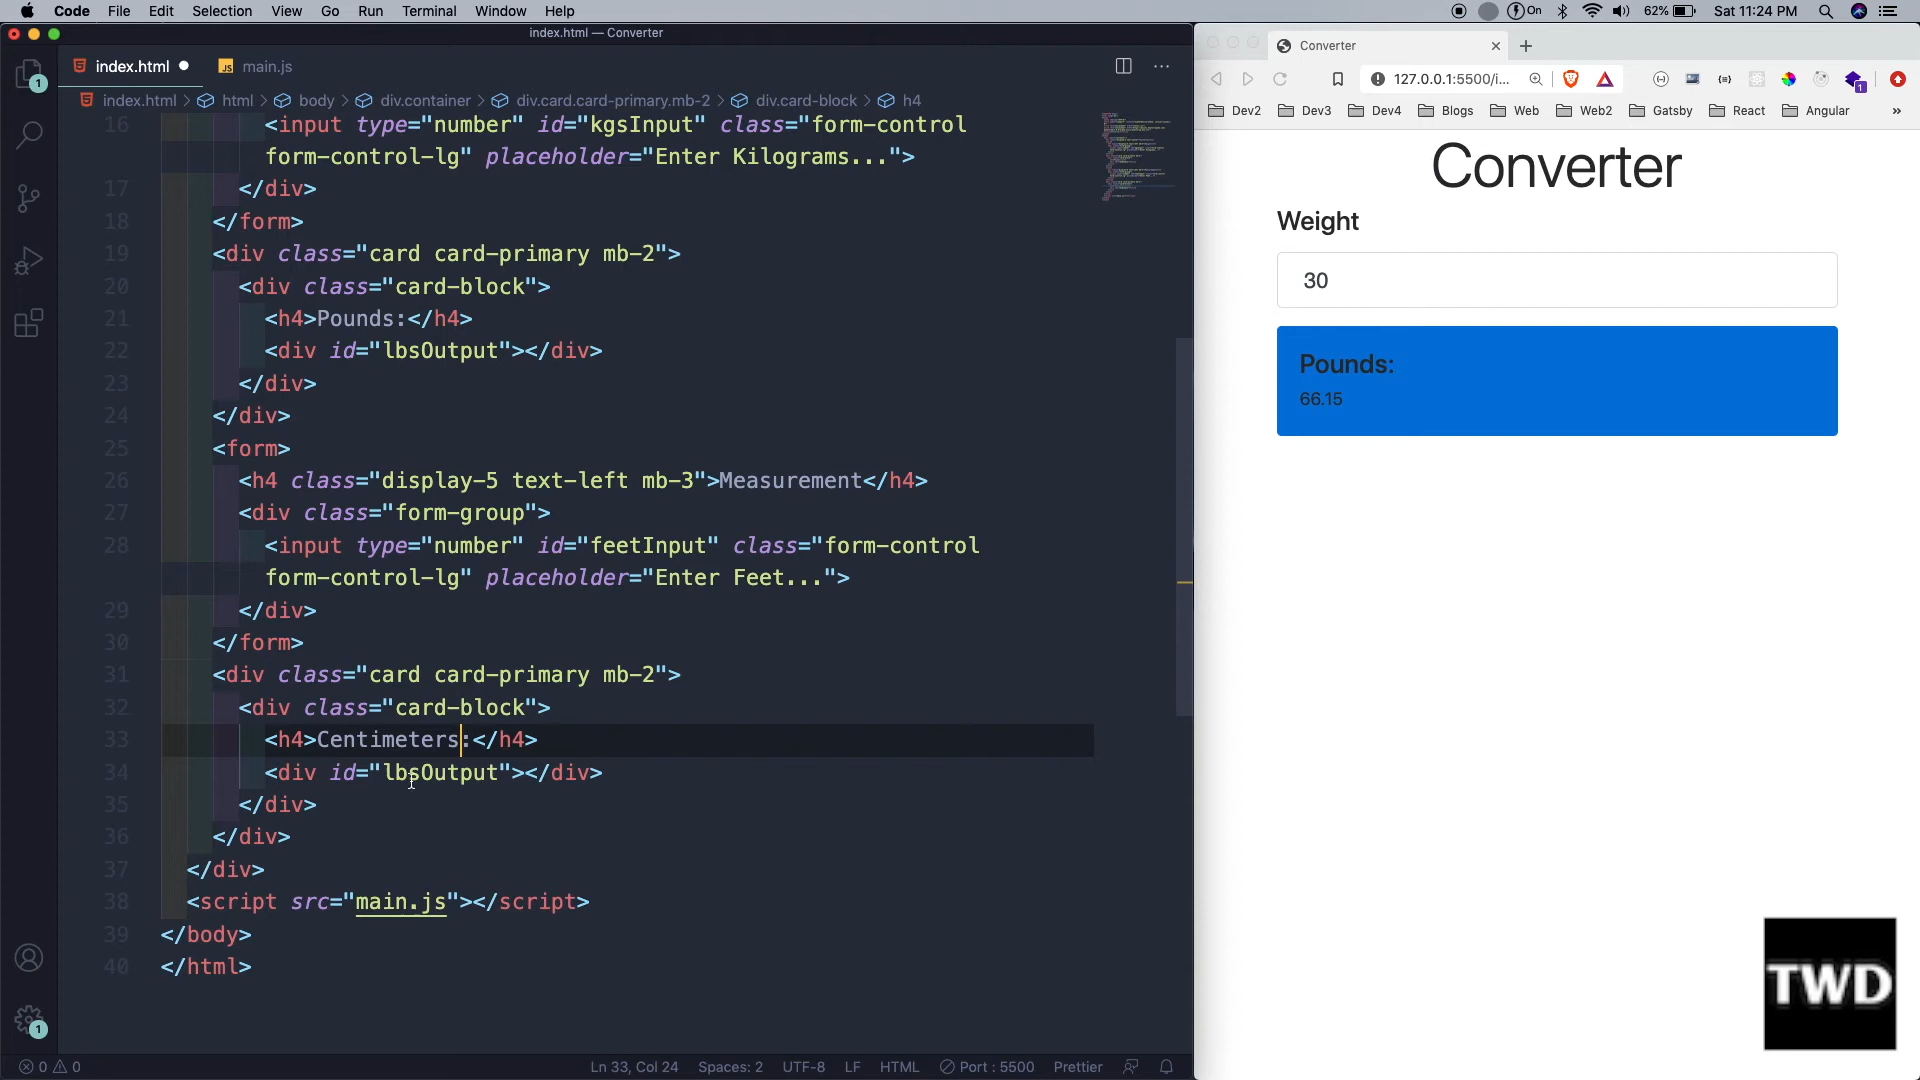 Code File Edit Selection View Go Run Terminal Window Help
On 62% Sat 11:24 PM
index.html — Converter
index.html main.js
index.html > html > body > div.container > div.card.card-primary.mb-2 > div.card-block > h4
16 <input type="number" id="kgsInput" class="form-control
form-control-lg" placeholder="Enter Kilograms...">
17 </div>
18 </form>
19 <div class="card card-primary mb-2">
20 <div class="card-block">
21 <h4>Pounds:</h4>
22 <div id="lbsOutput"></div>
23 </div>
24 </div>
25 <form>
26 <h4 class="display-5 text-left mb-3">Measurement</h4>
27 <div class="form-group">
28 <input type="number" id="feetInput" class="form-control
form-control-lg" placeholder="Enter Feet...">
29 </div>
30 </form>
31 <div class="card card-primary mb-2">
32 <div class="card-block">
33 <h4>Centimeters:</h4>
34 <div id="lbsOutput"></div>
35 </div>
36 </div>
37 </div>
38 <script src="main.js"></script>
39 </body>
40 </html>
1
1
0 0 Ln 33, Col 24 Spaces: 2 UTF-8 LF HTML Port : 5500 Prettier
Converter
127.0.0.1:5500/i...
1
Dev2 Dev3 Dev4 Blogs Web Web2 Gatsby React Angular »
Converter
Weight
30
Pounds:
66.15
TWD